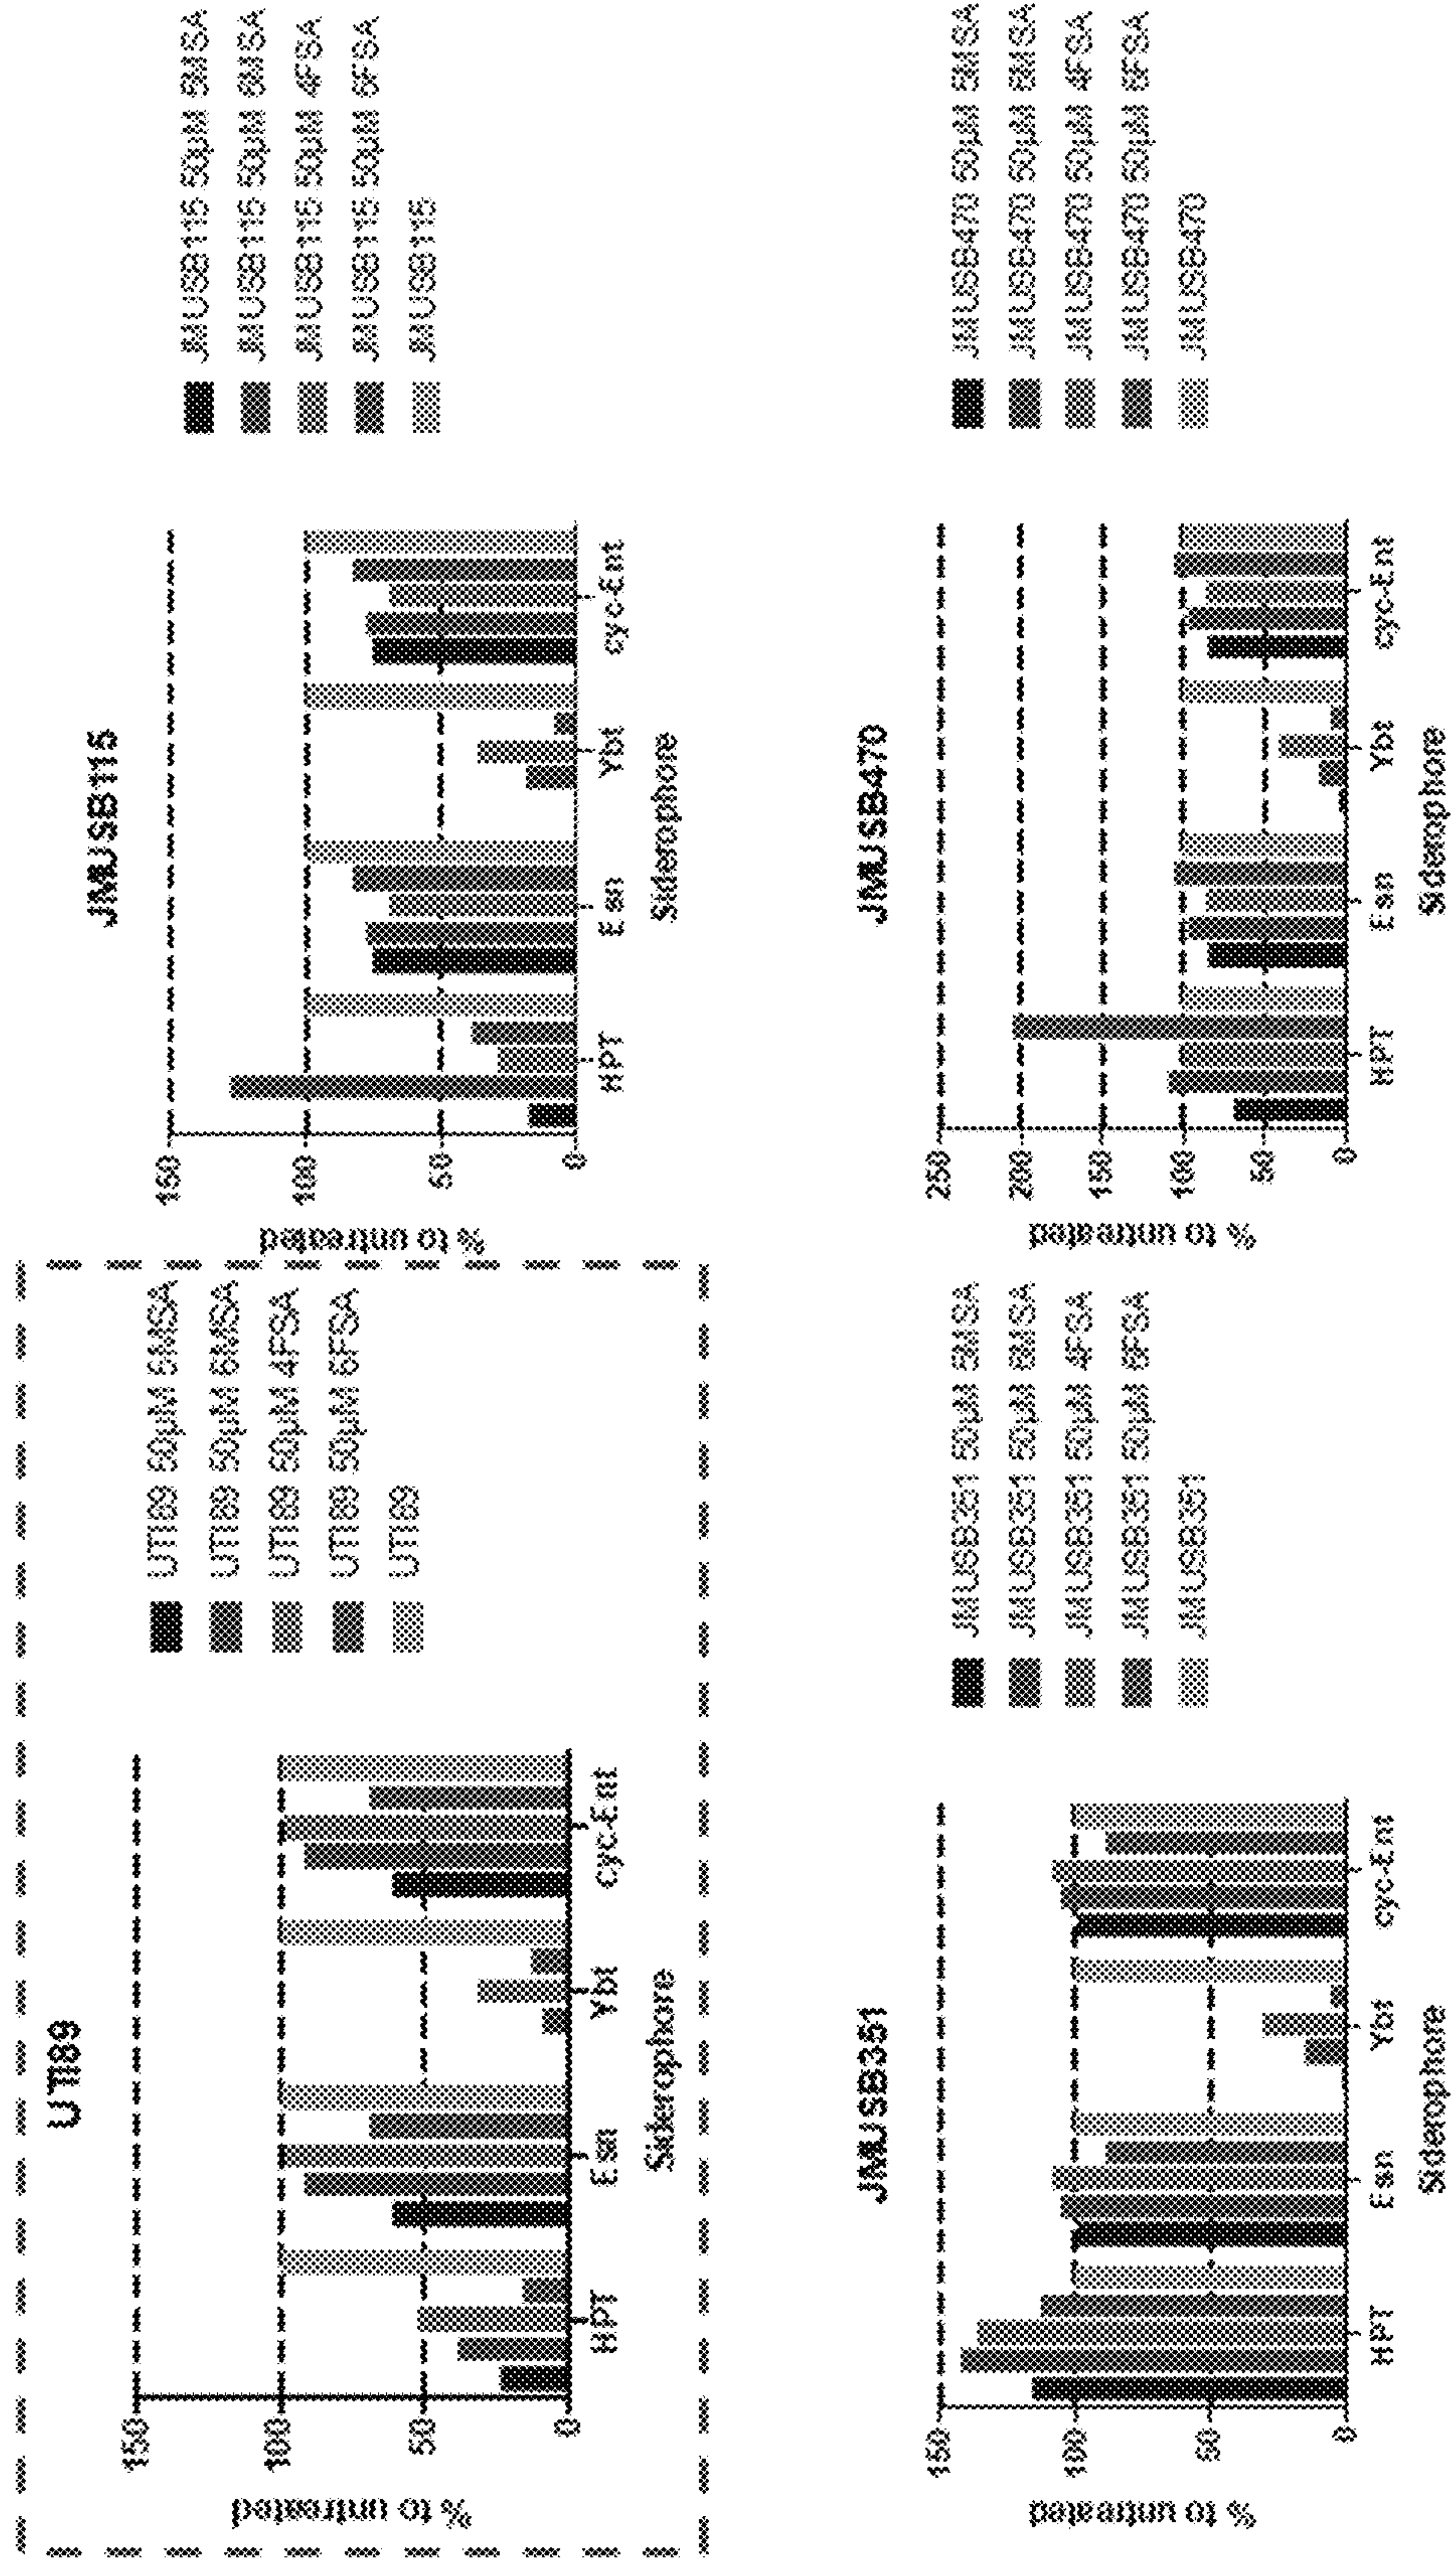 UTI89
% to untreated
150
100
50
0
HPT
Esn
Ybt
cyc-Ent
Siderophore
UTI89 50µM 5MSA
UTI89 50µM 6MSA
UTI89 50µM 4FSA
UTI89 50µM 6FSA
UTI89
JMUSB115
% to untreated
150
100
50
0
HPT
Esn
Ybt
cyc-Ent
Siderophore
JMUSB115 50µM 5MSA
JMUSB115 50µM 6MSA
JMUSB115 50µM 4FSA
JMUSB115 50µM 6FSA
JMUSB115
JMUSB351
% to untreated
150
100
50
0
HPT
Esn
Ybt
cyc-Ent
Siderophore
JMUSB351 50µM 5MSA
JMUSB351 50µM 6MSA
JMUSB351 50µM 4FSA
JMUSB351 50µM 6FSA
JMUSB351
JMUSB470
% to untreated
250
200
150
100
50
0
HPT
Esn
Ybt
cyc-Ent
Siderophore
JMUSB470 50µM 5MSA
JMUSB470 50µM 6MSA
JMUSB470 50µM 4FSA
JMUSB470 50µM 6FSA
JMUSB470